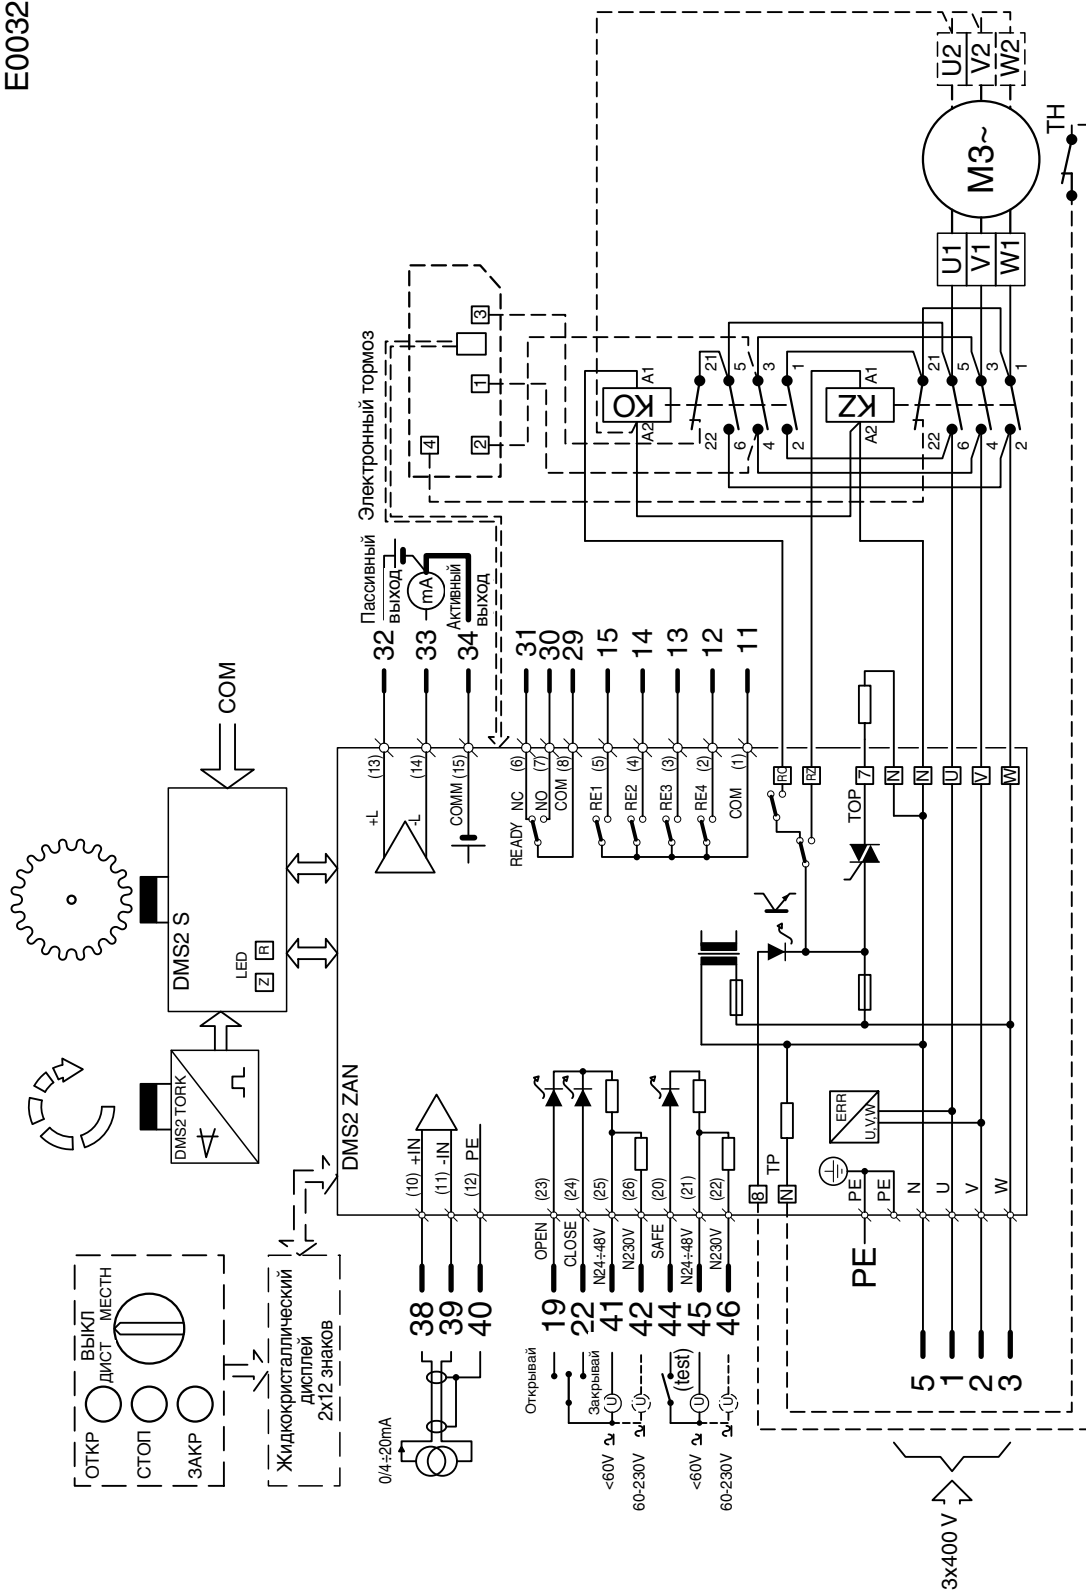 E0032
ОТКР
СТОП
ЗАКР
ВЫКЛ
ДИСТ
МЕСТН
Жидкокристаллический
дисплей
2x12 знаков
DMS2 TORK
DMS2 S
LED
Z
R
COM
DMS2 ZAN
0/4÷20mA
38
39
40
(10) +IN
(11) -IN
(12) PE
Открывай
Закрывай
<60V
60-230V
U
U
19
22
41
42
OPEN
CLOSE
N24÷48V
N230V
(23)
(24)
(25)
(26)
(test)
<60V
60-230V
U
U
44
45
46
SAFE
N24÷48V
N230V
(20)
(21)
(22)
8
N
TP
PE
PE
PE
ERR
U,V,W
3x400 V
5
1
2
3
N
U
V
W
+L
-L
COMM
(13)
(14)
(15)
32
33
34
Пассивный
выход
mA
Активный
выход
READY
NC
NO
COM
(6)
(7)
(8)
31
30
29
RE1
RE2
RE3
RE4
COM
(5)
(4)
(3)
(2)
(1)
15
14
13
12
11
RO
RZ
TOP
7
N
N
U
V
W
Электронный тормоз
4
2
1
3
KO
A1
A2
22
21
6
5
4
3
2
1
KZ
A1
A2
22
21
6
5
4
3
2
1
U1
V1
W1
M3~
U2
V2
W2
TH